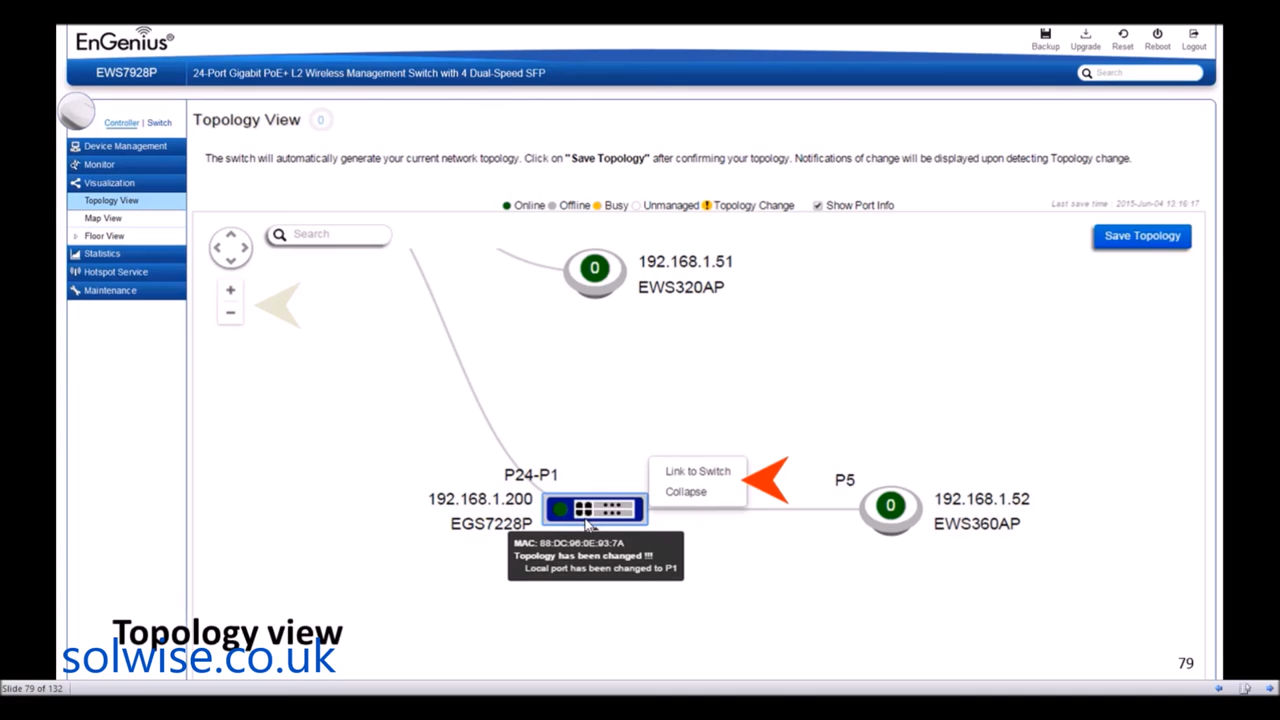 EnGenius®
Backup Upgrade Reset Reboot Logout
EWS7928P 24-Port Gigabit PoE+ L2 Wireless Management Switch with 4 Dual-Speed SFP Search
Controller | Switch
Device Management
Monitor
Visualization
Topology View
Map View
Floor View
Statistics
Hotspot Service
Maintenance
Topology View 0
The switch will automatically generate your current network topology. Click on "Save Topology" after confirming your topology. Notifications of change will be displayed upon detecting Topology change.
Online Offline Busy Unmanaged ! Topology Change Show Port Info Last save time : 2015-Jun-04 13:16:17
Search
Save Topology
0
192.168.1.51
EWS320AP
P24-P1
192.168.1.200
EGS7228P
Link to Switch
Collapse
P5
0
192.168.1.52
EWS360AP
MAC: 88:DC:96:0E:93:7A
Topology has been changed !!!
Local port has been changed to P1
Topology view
solwise.co.uk
79
Slide 79 of 132